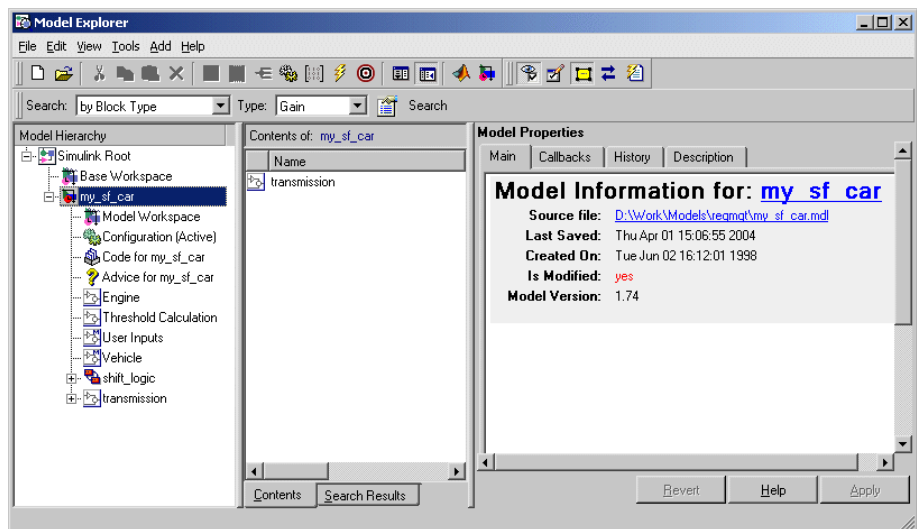 Model Explorer
File Edit View Tools Add Help
Search: by Block Type Type: Gain Search
Model Hierarchy
Simulink Root
Base Workspace
my_sf_car
Model Workspace
Configuration (Active)
Code for my_sf_car
Advice for my_sf_car
Engine
Threshold Calculation
User Inputs
Vehicle
shift_logic
transmission
Contents of: my_sf_car
Name
transmission
Contents Search Results
Model Properties
Main Callbacks History Description
Model Information for: my_sf_car
Source file: D:\Work\Models\reqmgt\my_sf_car.mdl
Last Saved: Thu Apr 01 15:06:55 2004
Created On: Tue Jun 02 16:12:01 1998
Is Modified: yes
Model Version: 1.74
Revert Help Apply